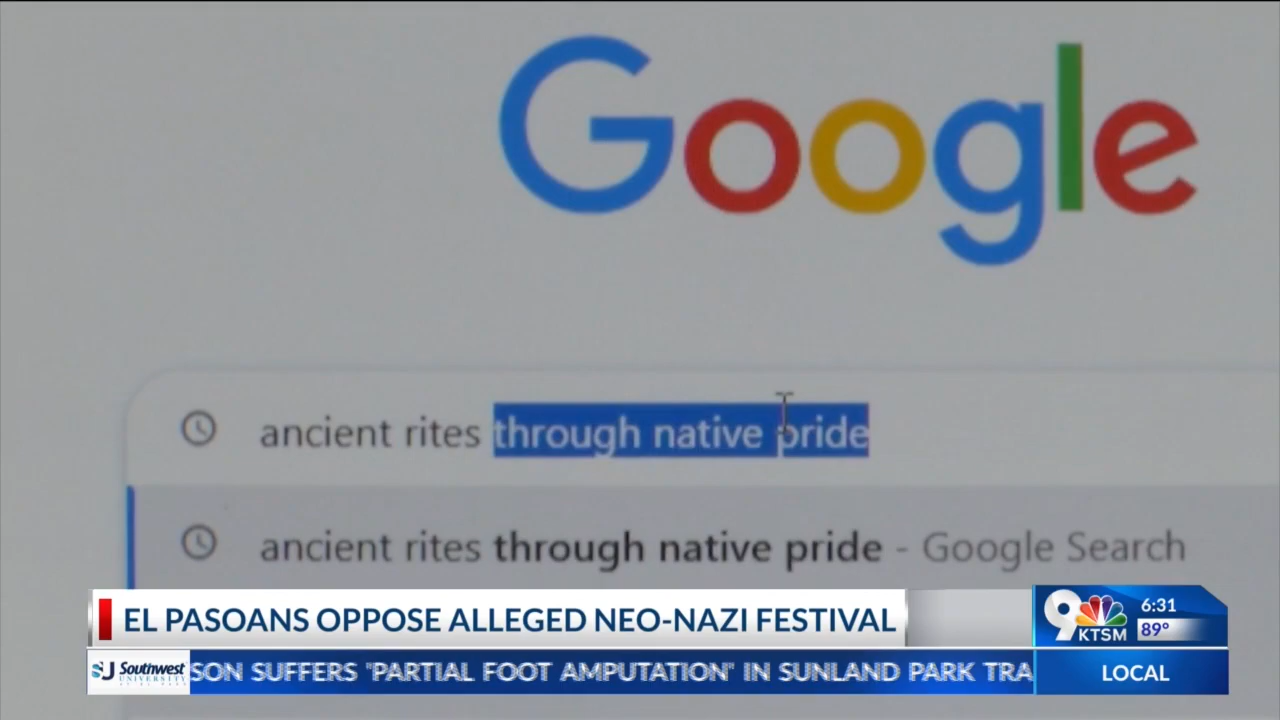 Google
ancient rites through native pride
ancient rites through native pride - Google Search
EL PASOANS OPPOSE ALLEGED NEO-NAZI FESTIVAL
9
KTSM
6:31
89°
Southwest
UNIVERSITY
SON SUFFERS "PARTIAL FOOT AMPUTATION" IN SUNLAND PARK TRA
LOCAL